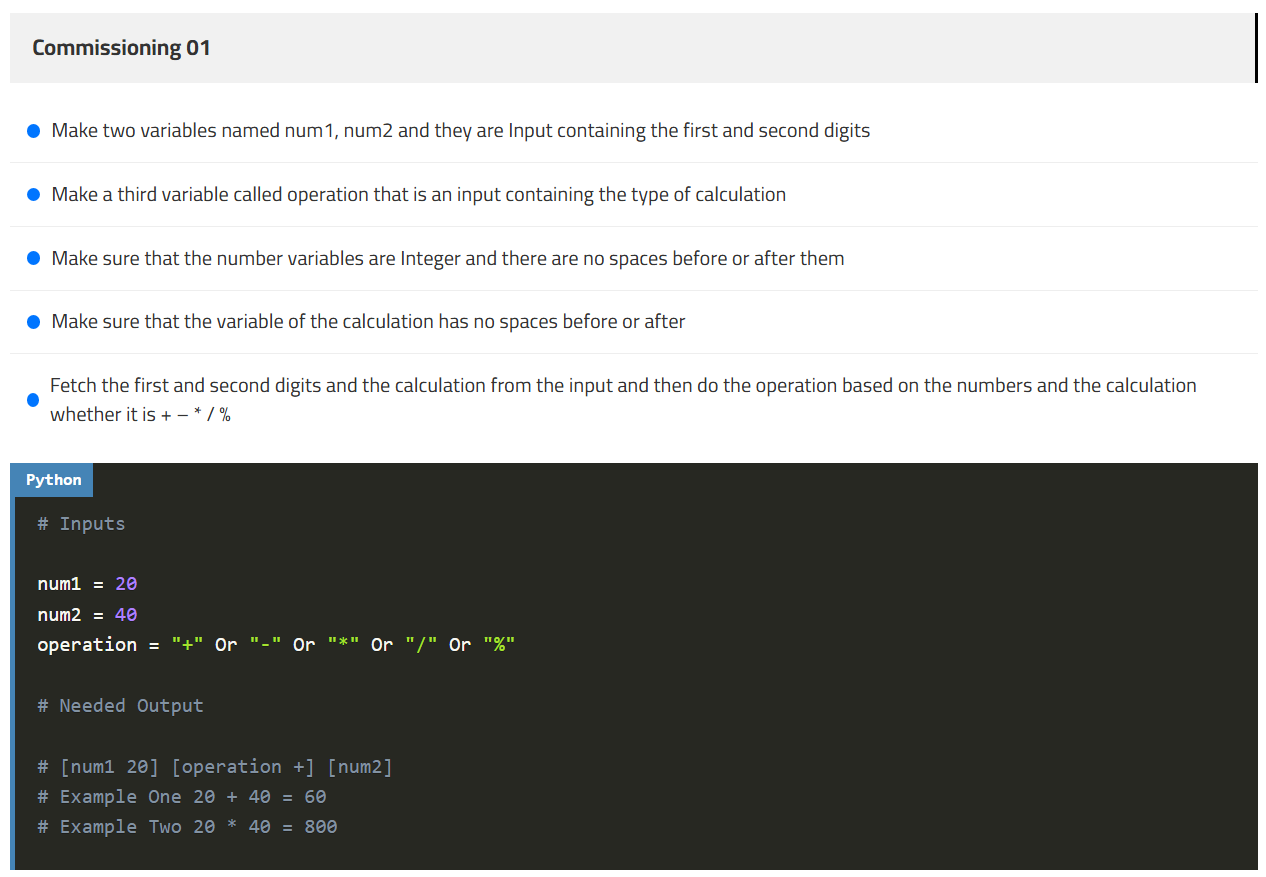 Commissioning 01
Make two variables named num1, num2 and they are Input containing the first and second digits
Make a third variable called operation that is an input containing the type of calculation
Make sure that the number variables are Integer and there are no spaces before or after them
Make sure that the variable of the calculation has no spaces before or after
Fetch the first and second digits and the calculation from the input and then do the operation based on the numbers and the calculation
whether it is + – * / %
Python
# Inputs
num1 = 20
num2 = 40
operation = "+" Or "-" Or "*" Or "/" Or "%"
# Needed Output
# [num1 20] [operation +] [num2]
# Example One 20 + 40 = 60
# Example Two 20 * 40 = 800